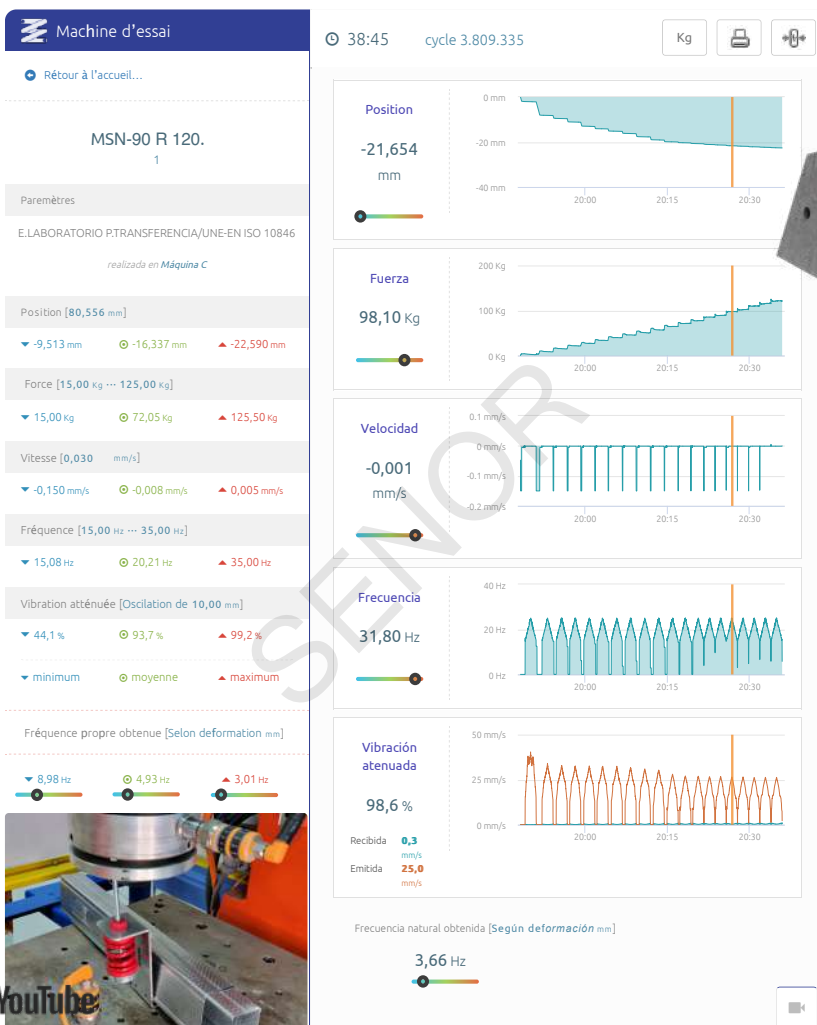 Machine d'essai
Rétour à l'accueil...
MSN-90 R 120.
1
Paremètres
E.LABORATORIO P.TRANSFERENCIA/UNE-EN ISO 10846
realizada en Máquina C
Position [80,556 mm]
-9,513 mm -16,337 mm -22,590 mm
Force [15,00 Kg ... 125,00 Kg]
15,00 Kg 72,05 Kg 125,50 Kg
Vitesse [0,030 mm/s]
-0,150 mm/s -0,008 mm/s 0,005 mm/s
Fréquence [15,00 Hz ... 35,00 Hz]
15,08 Hz 20,21 Hz 35,00 Hz
Vibration atténuée [Oscilation de 10,00 mm]
44,1 % 93,7 % 99,2 %
minimum moyenne maximum
Fréquence propre obtenue [Selon deformation mm]
8,98 Hz 4,93 Hz 3,01 Hz
YouTube
38:45 cycle 3.809.335 Kg
Position
-21,654
mm
0 mm
-20 mm
-40 mm
20:00 20:15 20:30
Fuerza
98,10 Kg
200 Kg
100 Kg
0 Kg
20:00 20:15 20:30
Velocidad
-0,001
mm/s
0.1 mm/s
0 mm/s
-0.1 mm/s
-0.2 mm/s
20:00 20:15 20:30
Frecuencia
31,80 Hz
40 Hz
20 Hz
0 Hz
20:00 20:15 20:30
Vibración
atenuada
98,6 %
Recibida 0,3
mm/s
Emitida 25,0
mm/s
50 mm/s
25 mm/s
0 mm/s
20:00 20:15 20:30
Frecuencia natural obtenida [Según deformación mm]
3,66 Hz
SENOR